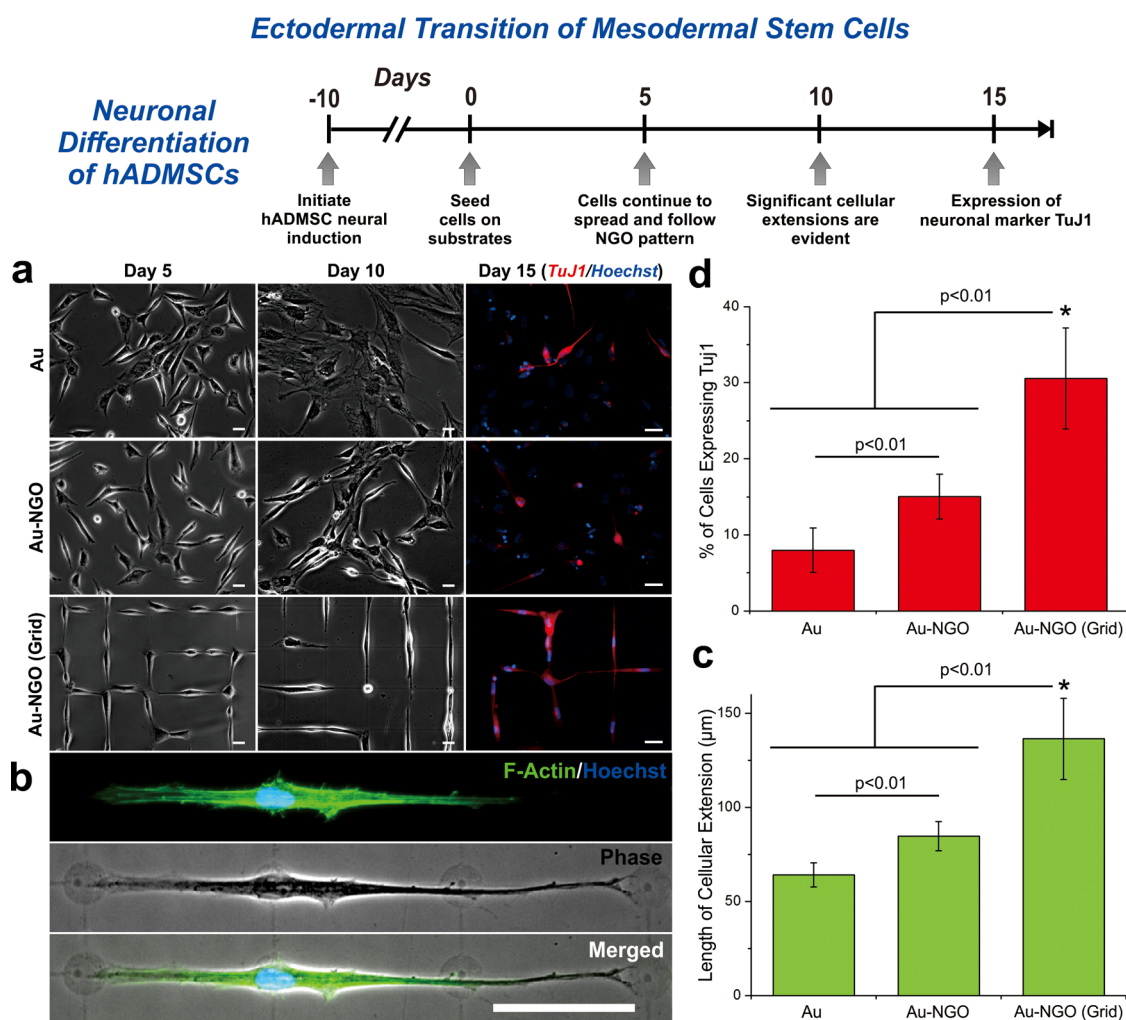 Ectodermal Transition of Mesodermal Stem Cells
Neuronal
Differentiation
of hADMSCs
Days
-10
0
5
10
15
Initiate
hADMSC neural
induction
Seed
cells on
substrates
Cells continue to
spread and follow
NGO pattern
Significant cellular
extensions are
evident
Expression of
neuronal marker TuJ1
a
Day 5
Day 10
Day 15 (TuJ1/Hoechst)
Au
Au-NGO
Au-NGO (Grid)
b
F-Actin/Hoechst
Phase
Merged
d
% of Cells Expressing Tuj1
40
30
20
10
0
p<0.01
*
p<0.01
Au
Au-NGO
Au-NGO (Grid)
c
Length of Cellular Extension (µm)
150
100
50
0
p<0.01
*
p<0.01
Au
Au-NGO
Au-NGO (Grid)